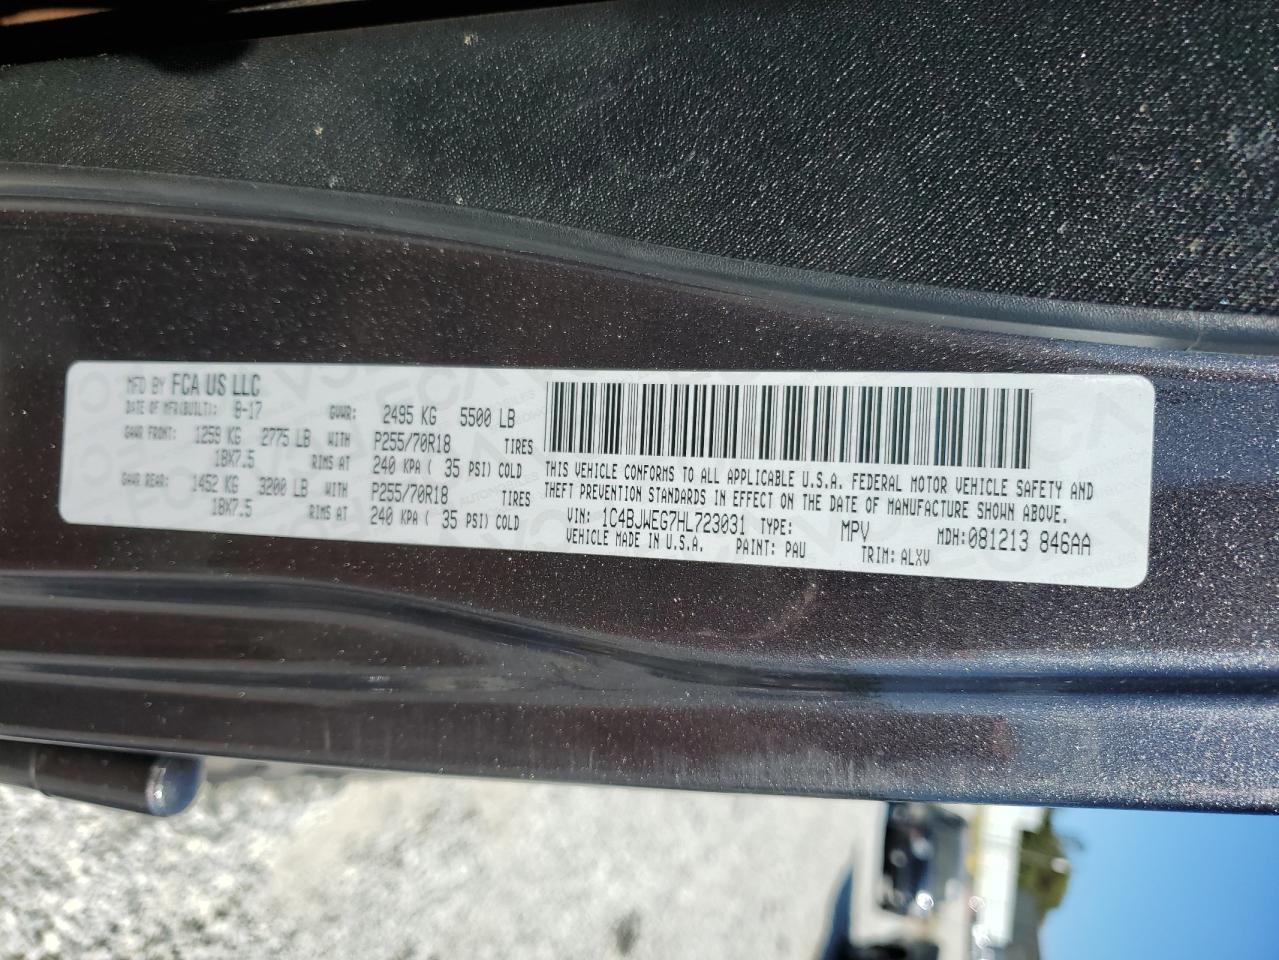 MFD BY FCA US LLC
DATE OF MFR(BUILT): 8-17 GVWR: 2495 KG 5500 LB
GAWR FRONT: 1259 KG 2775 LB WITH P255/70R18 TIRES
18X7.5 RIMS AT 240 KPA ( 35 PSI) COLD
GAWR REAR: 1452 KG 3200 LB WITH P255/70R18 TIRES
18X7.5 RIMS AT 240 KPA ( 35 PSI) COLD
THIS VEHICLE CONFORMS TO ALL APPLICABLE U.S.A. FEDERAL MOTOR VEHICLE SAFETY AND
THEFT PREVENTION STANDARDS IN EFFECT ON THE DATE OF MANUFACTURE SHOWN ABOVE.
VIN: 1C4BJWEG7HL723031 TYPE: MPV MDH:081213 846AA
VEHICLE MADE IN U.S.A. PAINT: PAU TRIM: ALXV